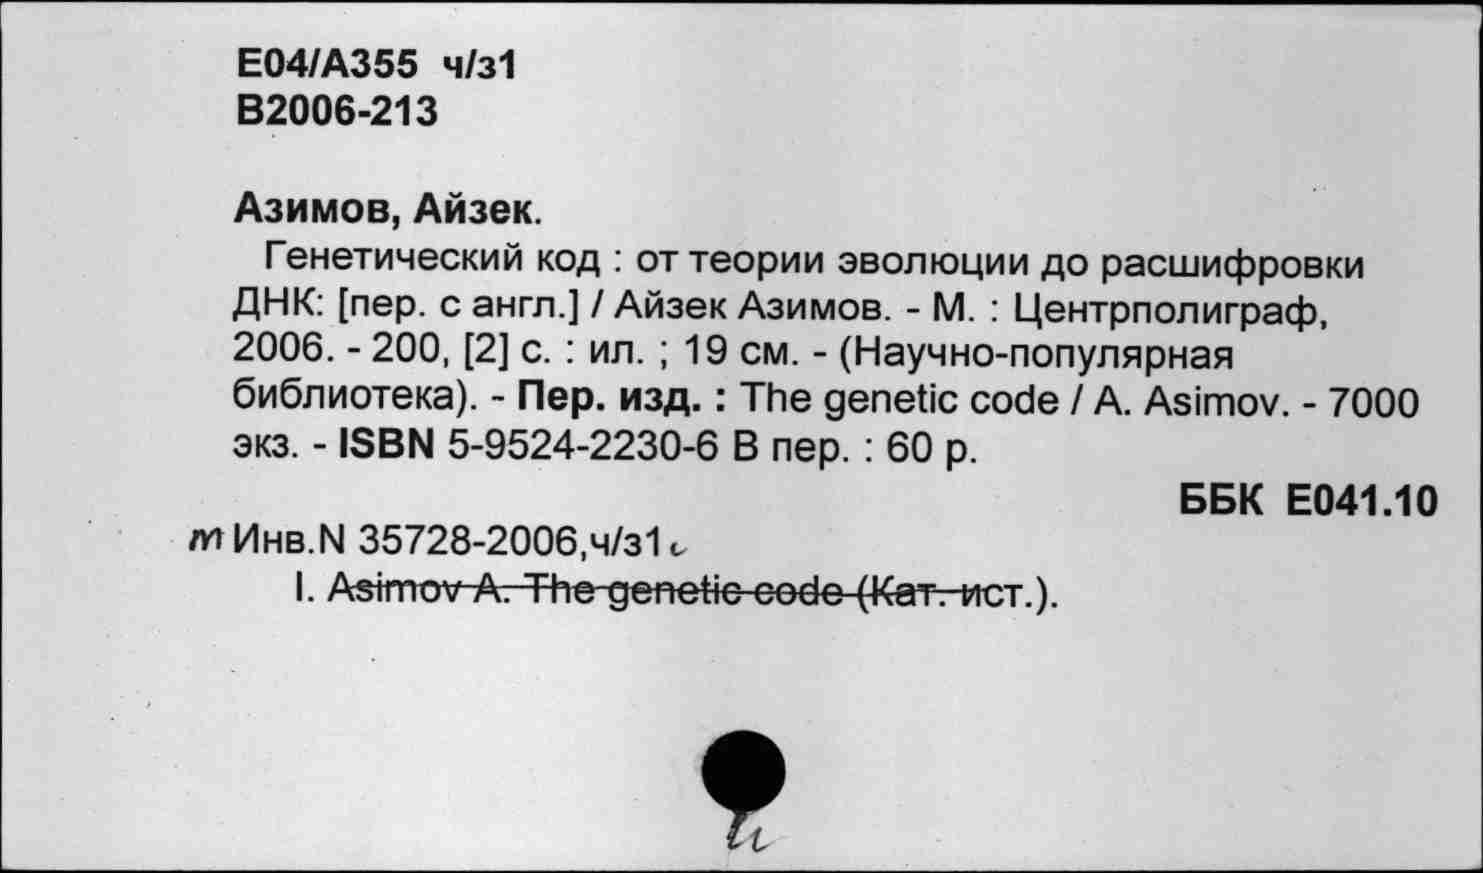 Е04/А355 ч/з1
В2006-213
Азимов, Айзек.
Генетический код : от теории эволюции до расшифровки
ДНК: [пер. с англ.] / Айзек Азимов. - М. : Центрполиграф,
2006. - 200, [2] с. : ил. ; 19 см. - (Научно-популярная
библиотека). - Пер. изд. : The genetic code / A. Asimov. - 7000
экз. - ISBN 5-9524-2230-6 В пер. : 60 р.
ББК Е041.10
т Инв.N 35728-2006,ч/з1
I. Asimov A. The genetic code (Кат. ист.).